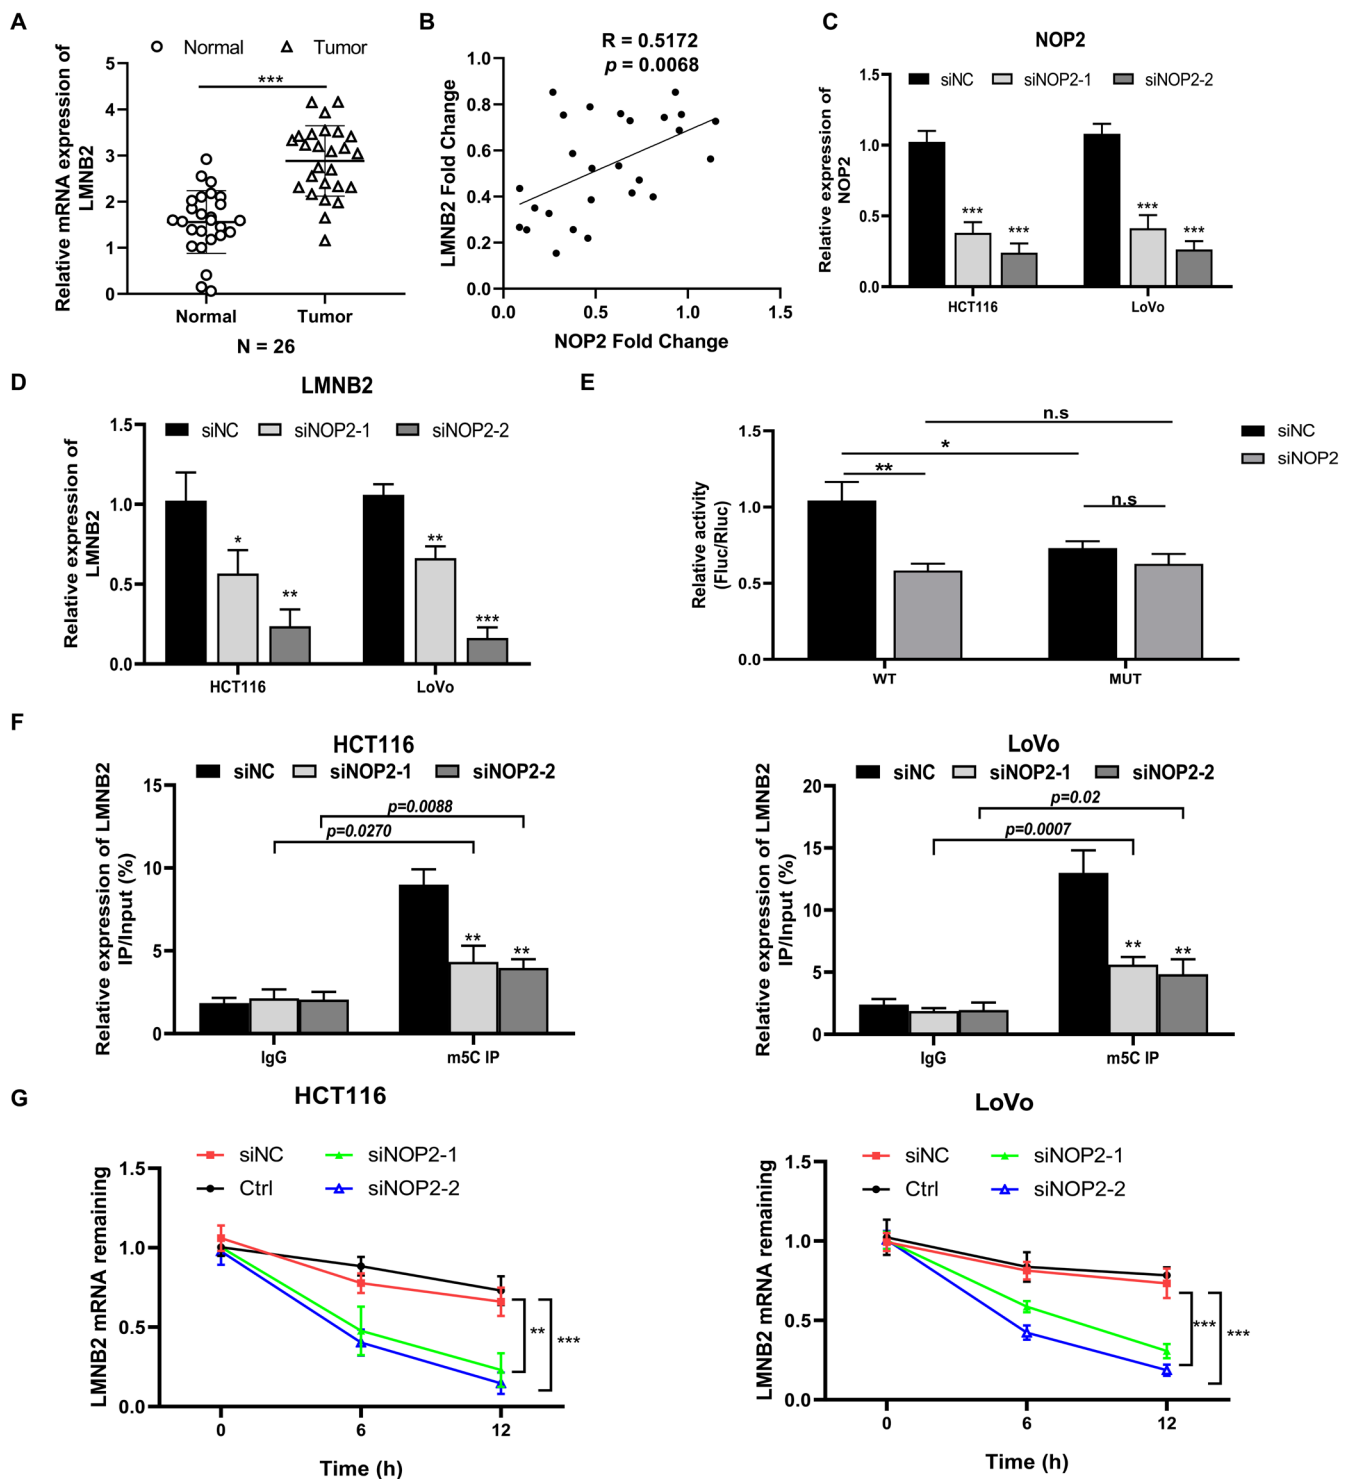 A
Normal
Tumor
***
Relative mRNA expression of
LMNB2
5
4
3
2
1
0
Normal
Tumor
N = 26
B
R = 0.5172
p = 0.0068
LMNB2 Fold Change
1.0
0.8
0.6
0.4
0.2
0.0
0.0
0.5
1.0
1.5
NOP2 Fold Change
C
NOP2
siNC
siNOP2-1
siNOP2-2
Relative expression of
NOP2
1.5
1.0
0.5
0.0
***
***
***
***
HCT116
LoVo
D
LMNB2
siNC
siNOP2-1
siNOP2-2
Relative expression of
LMNB2
1.5
1.0
0.5
0.0
*
**
**
***
HCT116
LoVo
E
n.s
*
**
n.s
siNC
siNOP2
Relative activity
(Fluc/Rluc)
1.5
1.0
0.5
0.0
WT
MUT
F
HCT116
siNC
siNOP2-1
siNOP2-2
p=0.0088
p=0.0270
Relative expression of LMNB2
IP/Input (%)
15
10
5
0
**
**
IgG
m5C IP
LoVo
siNC
siNOP2-1
siNOP2-2
p=0.02
p=0.0007
Relative expression of LMNB2
IP/Input (%)
20
15
10
5
0
**
**
IgG
m5C IP
G
HCT116
siNC
siNOP2-1
Ctrl
siNOP2-2
LMNB2 mRNA remaining
1.5
1.0
0.5
0.0
**
***
0
6
12
Time (h)
LoVo
siNC
siNOP2-1
Ctrl
siNOP2-2
LMNB2 mRNA remaining
1.5
1.0
0.5
0.0
***
***
0
6
12
Time (h)